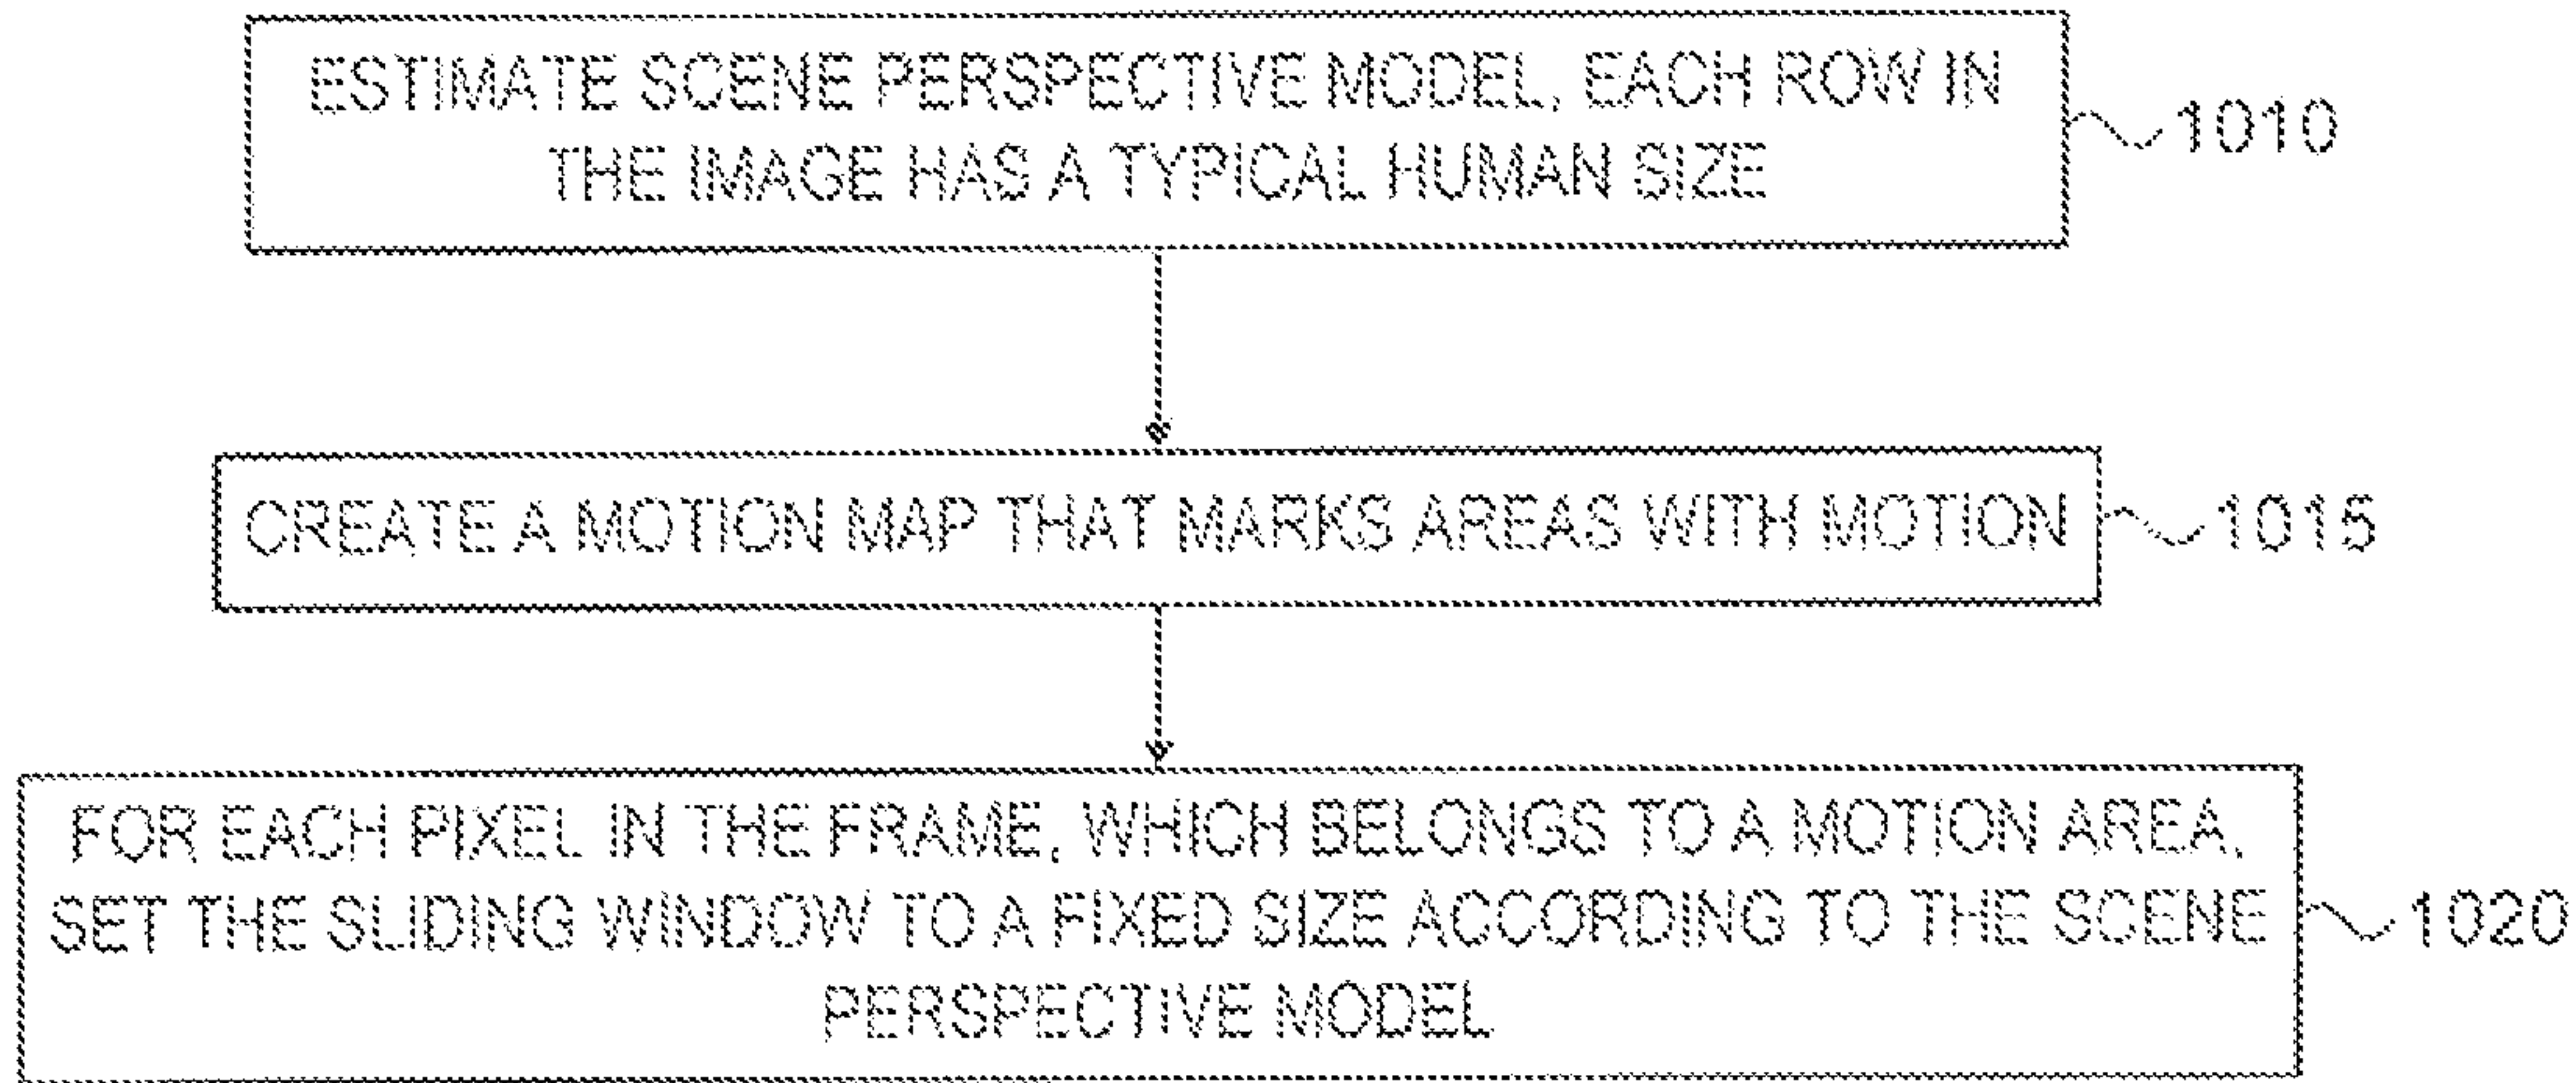 ESTIMATE SCENE PERSPECTIVE MODEL, EACH ROW IN
THE IMAGE HAS A TYPICAL HUMAN SIZE
1010
CREATE A MOTION MAP THAT MARKS AREAS WITH MOTION
1015
FOR EACH PIXEL IN THE FRAME, WHICH BELONGS TO A MOTION AREA,
SET THE SLIDING WINDOW TO A FIXED SIZE ACCORDING TO THE SCENE
PERSPECTIVE MODEL
1020